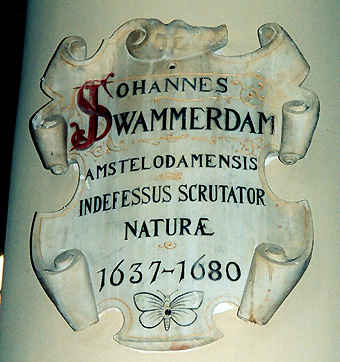 JOHANNES
SWAMMERDAM
AMSTELODAMENSIS
INDEFESSUS SCRUTATOR
NATURÆ
1637-1680